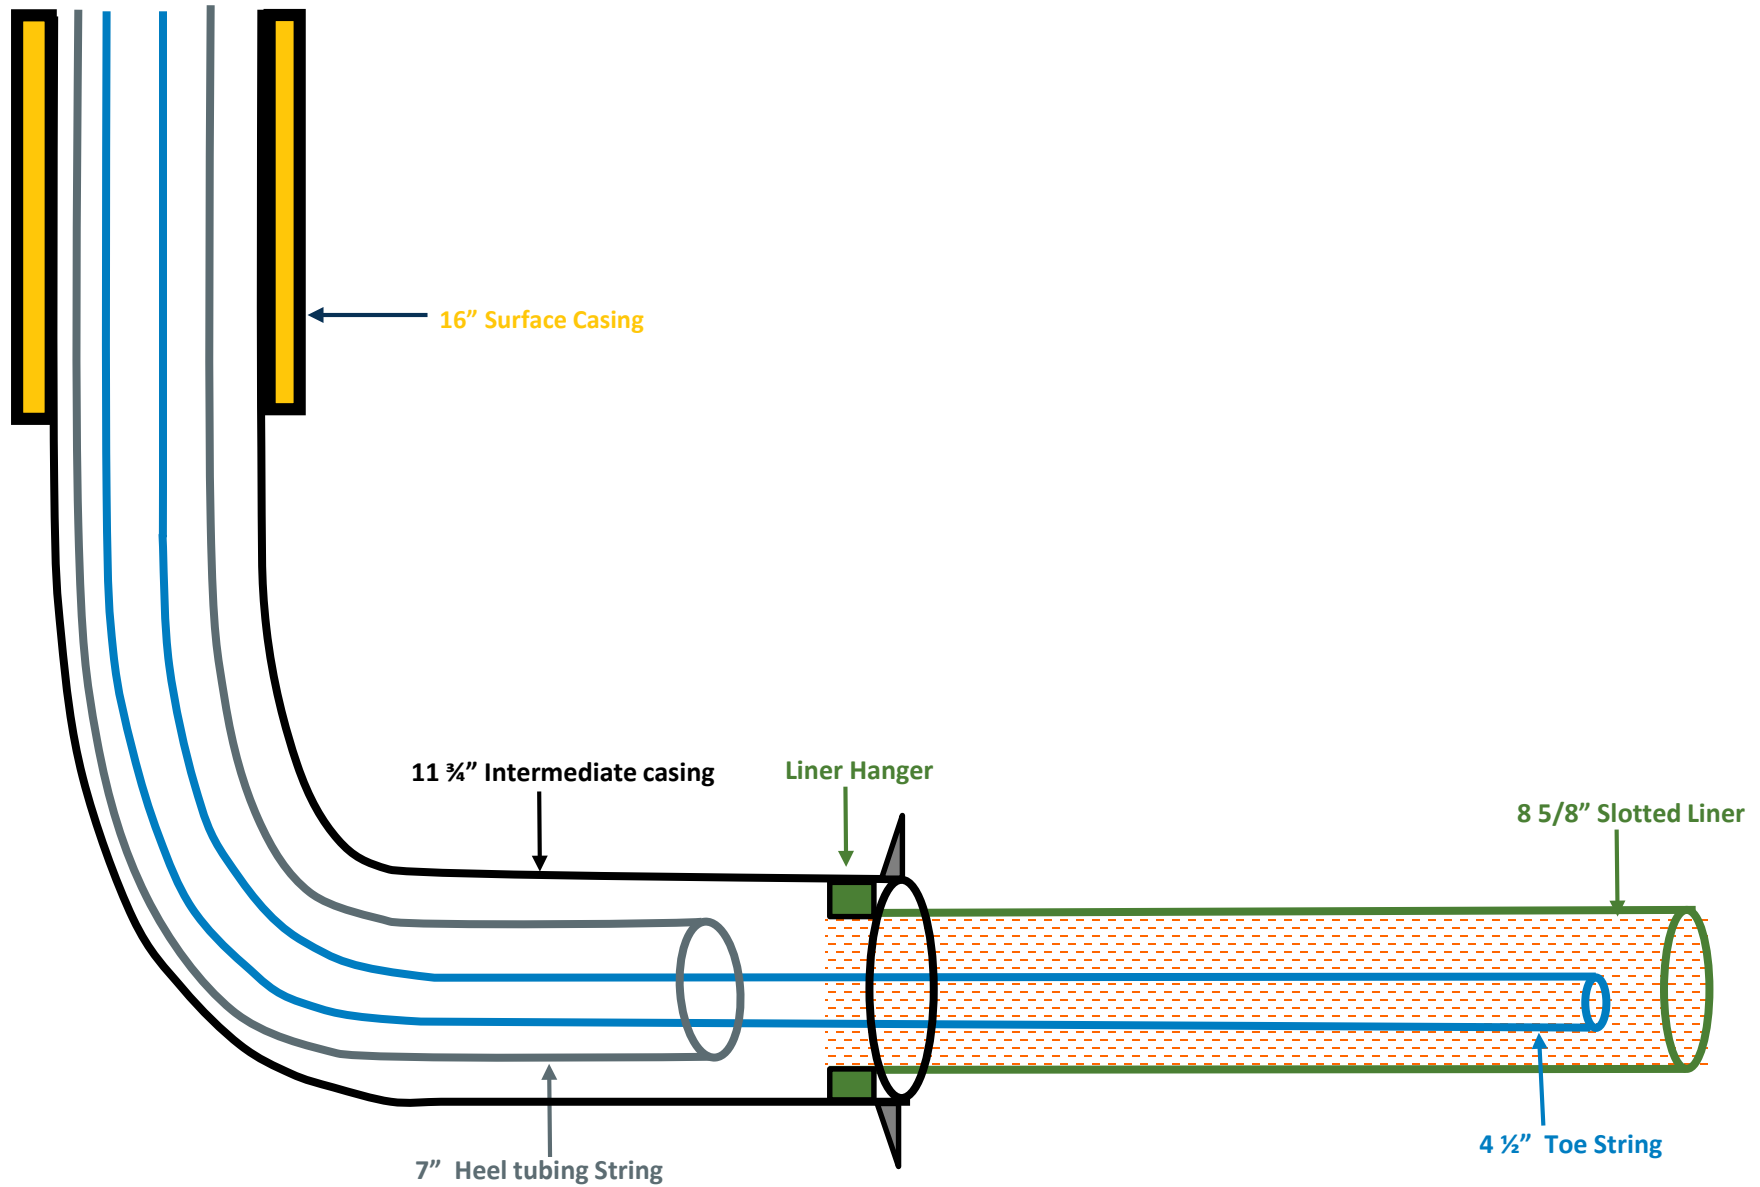 16” Surface Casing
11 ¾” Intermediate casing
Liner Hanger
8 5/8” Slotted Liner
4 ½”  Toe String
7”  Heel tubing String